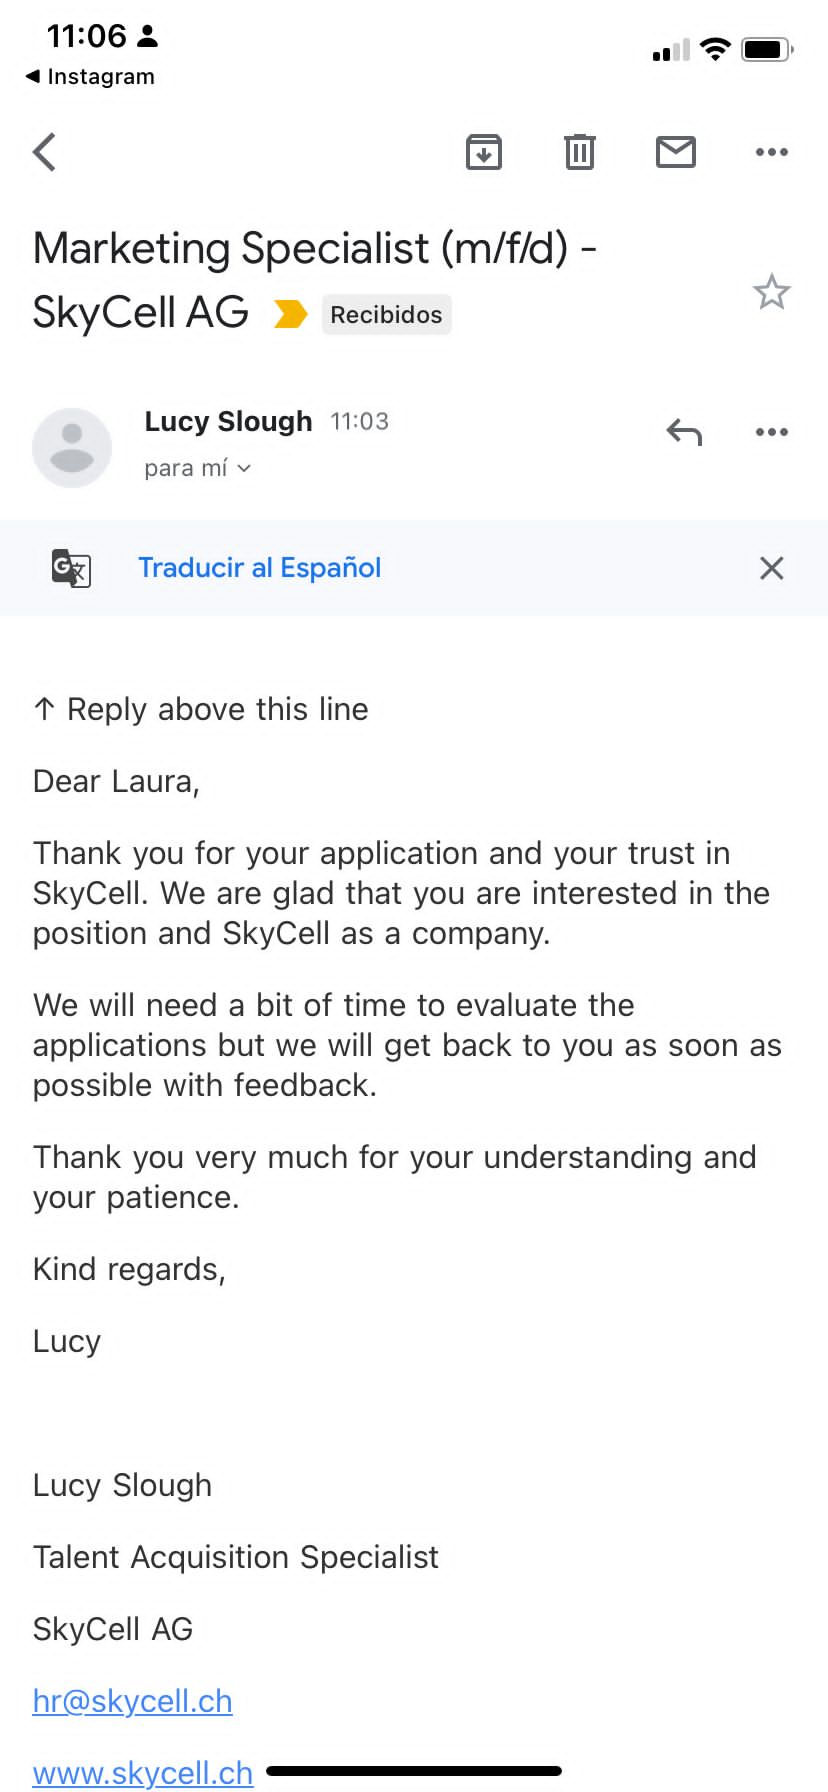 11:06
◀ Instagram
Marketing Specialist (m/f/d) -
SkyCell AG Recibidos
Lucy Slough 11:03
para mí
Traducir al Español
↑ Reply above this line
Dear Laura,
Thank you for your application and your trust in
SkyCell. We are glad that you are interested in the
position and SkyCell as a company.
We will need a bit of time to evaluate the
applications but we will get back to you as soon as
possible with feedback.
Thank you very much for your understanding and
your patience.
Kind regards,
Lucy
Lucy Slough
Talent Acquisition Specialist
SkyCell AG
hr@skycell.ch
www.skycell.ch